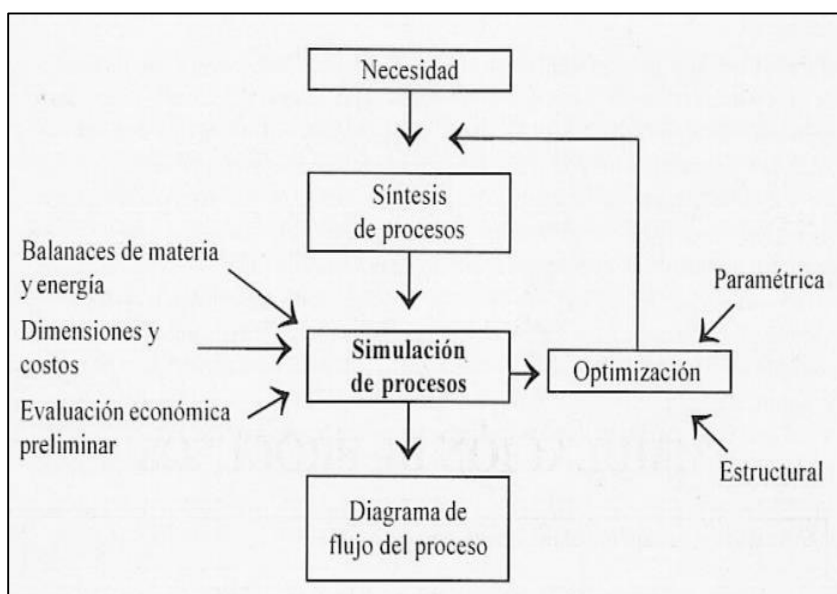 Necesidad
Síntesis
de procesos
Balanaces de materia
y energía
Dimensiones y
costos
Evaluación económica
preliminar
Simulación
de procesos
Optimización
Paramétrica
Estructural
Diagrama de
flujo del proceso